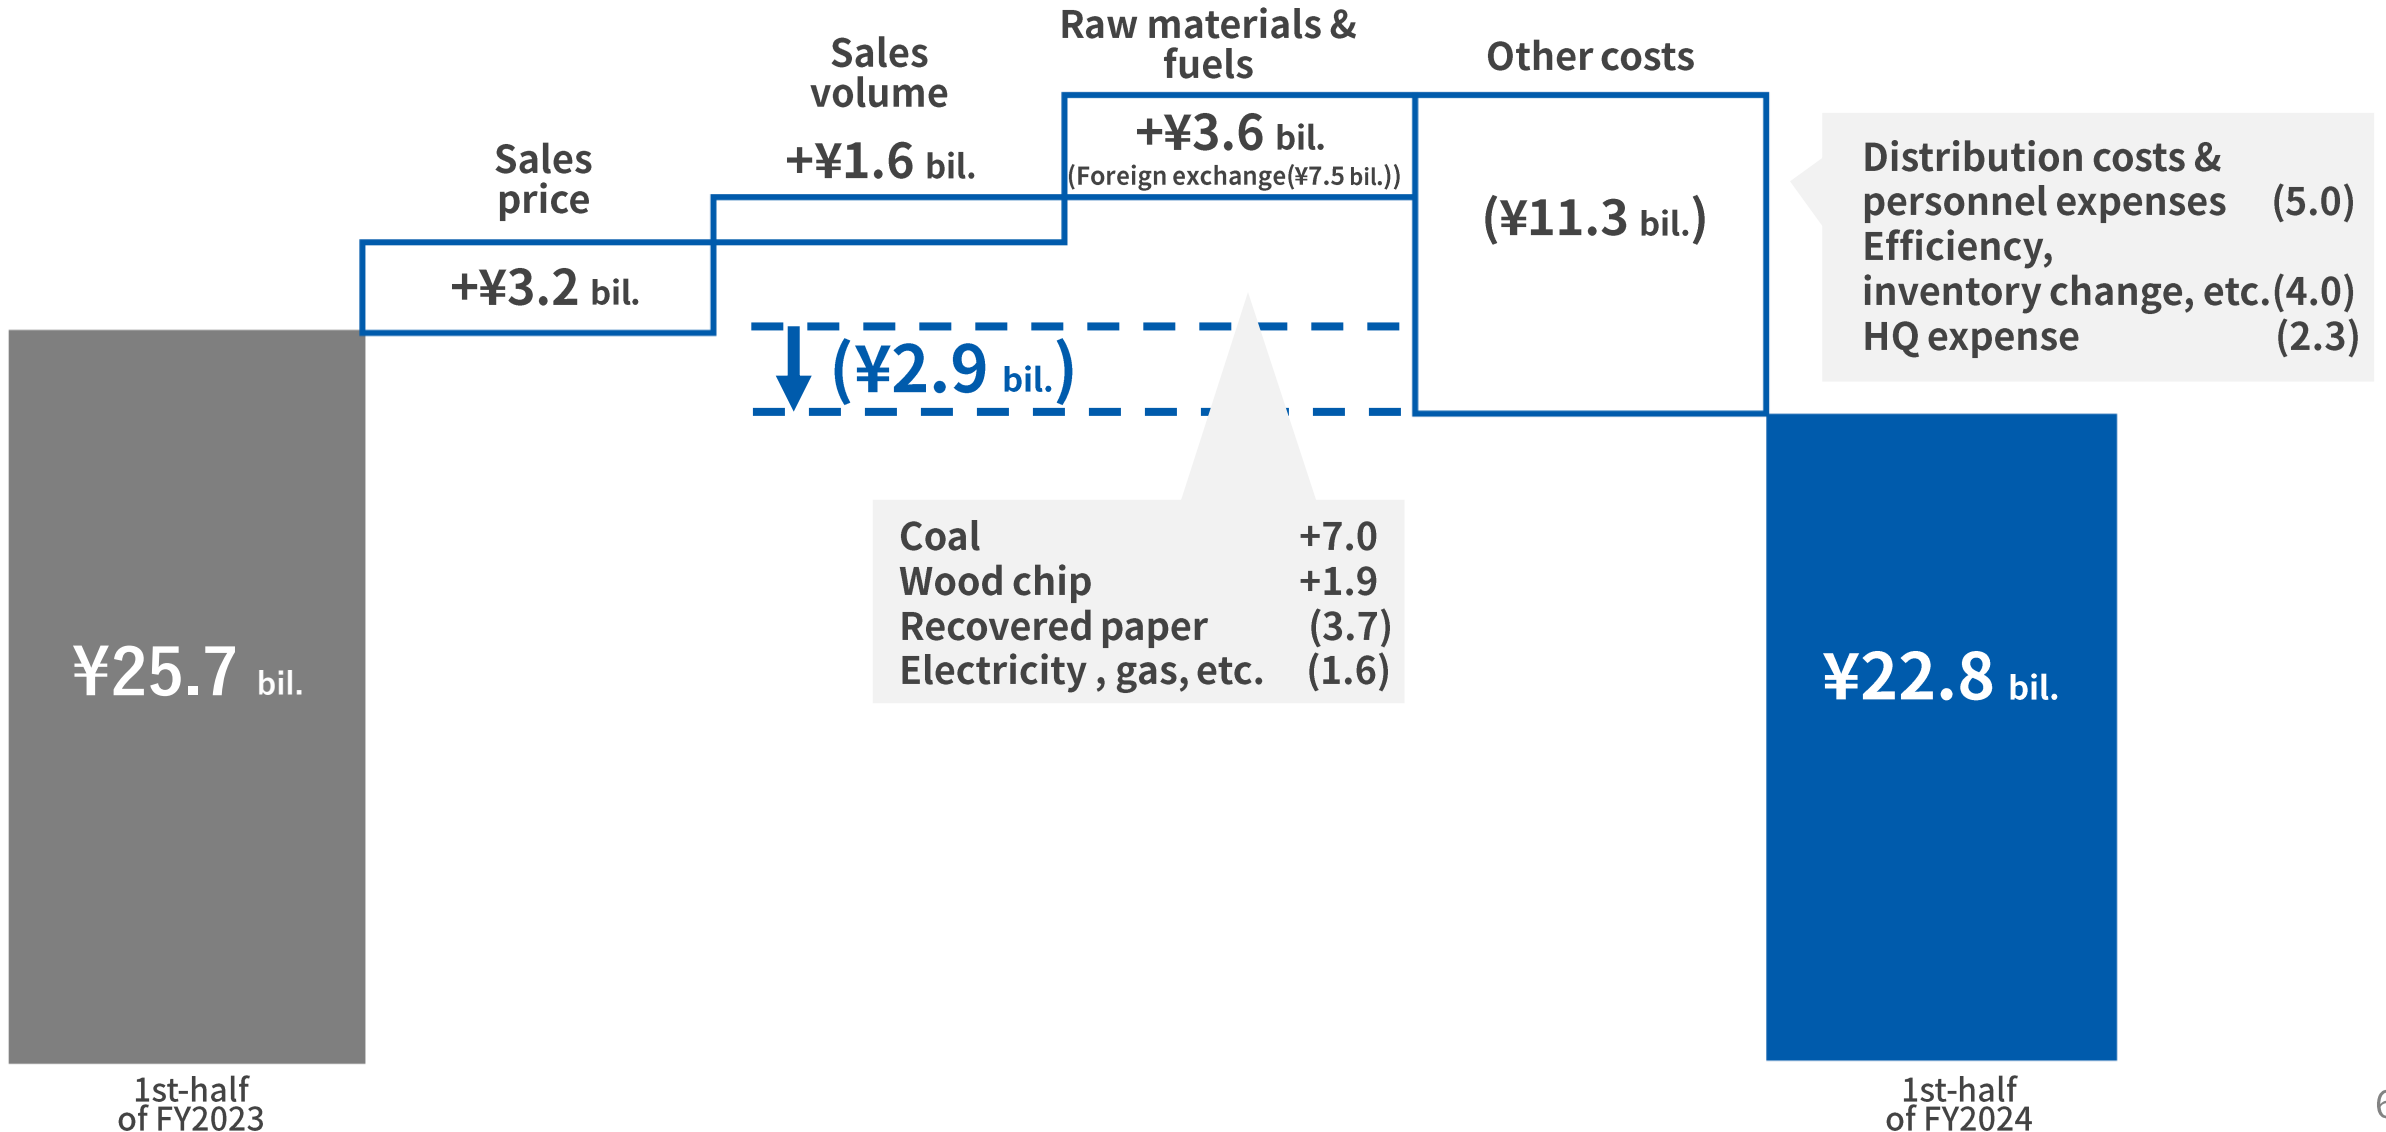 Sales
price
+¥3.2 bil.
Sales
volume
+¥1.6 bil.
Raw materials &
fuels
+¥3.6 bil.
(Foreign exchange(¥7.5 bil.))
Other costs
(¥11.3 bil.)
Distribution costs &
personnel expenses (5.0)
Efficiency,
inventory change, etc.(4.0)
HQ expense (2.3)
(¥2.9 bil.)
Coal +7.0
Wood chip +1.9
Recovered paper (3.7)
Electricity , gas, etc. (1.6)
¥25.7 bil.
¥22.8 bil.
1st-half
of FY2023
1st-half
of FY2024
6